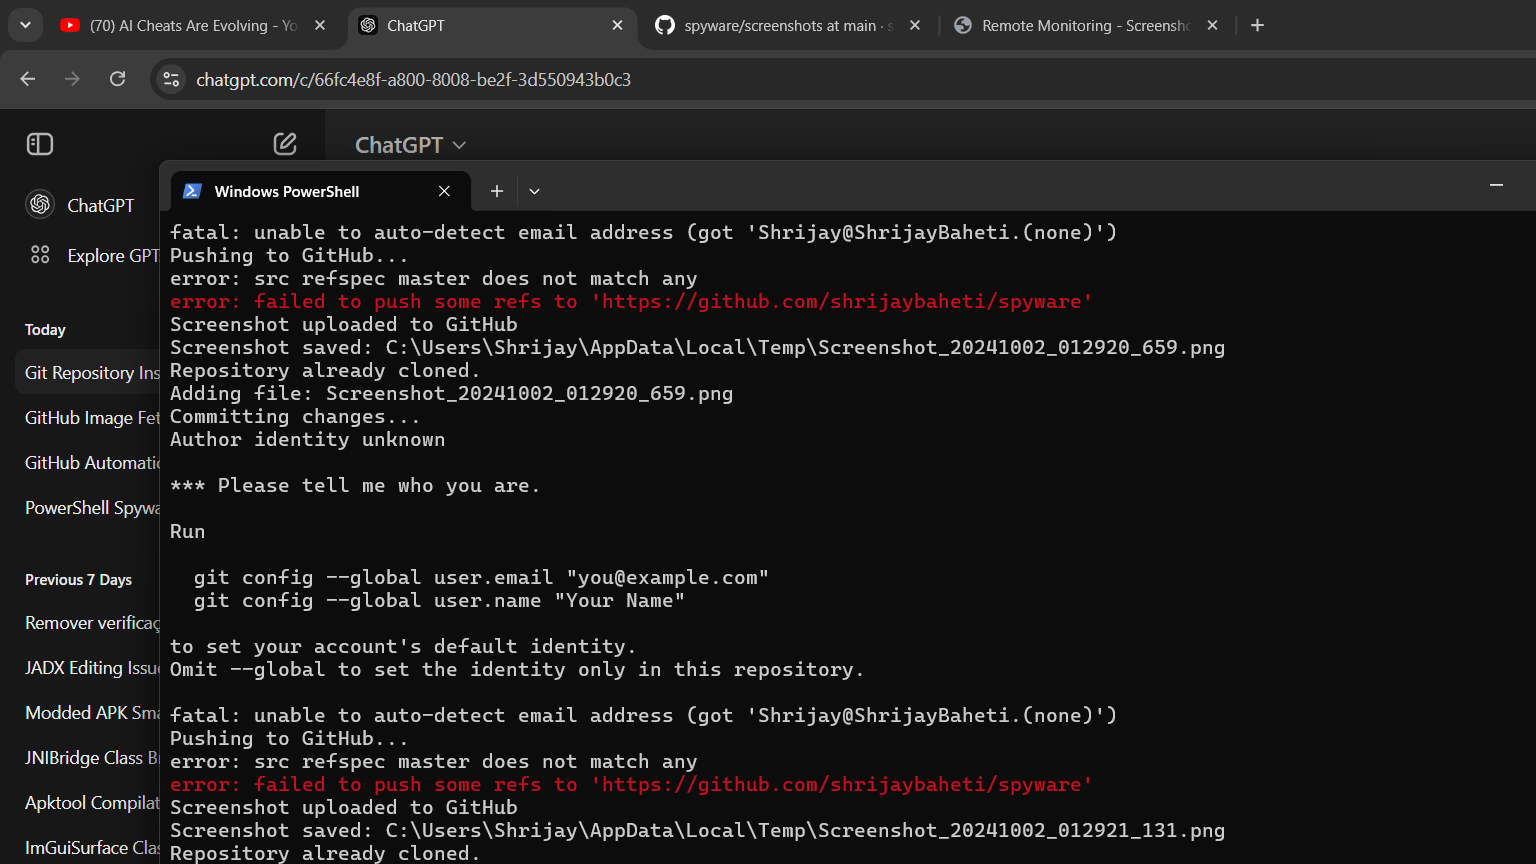 (70) AI Cheats Are Evolving - Yo
ChatGPT
spyware/screenshots at main · s
Remote Monitoring - Screensho
chatgpt.com/c/66fc4e8f-a800-8008-be2f-3d550943b0c3
ChatGPT
ChatGPT
Explore GPT
Today
Git Repository Ins
GitHub Image Fet
GitHub Automatic
PowerShell Spywa
Previous 7 Days
Remover verificaç
JADX Editing Issue
Modded APK Sma
JNIBridge Class Br
Apktool Compilat
ImGuiSurface Clas
Windows PowerShell
fatal: unable to auto-detect email address (got 'Shrijay@ShrijayBaheti.(none)')
Pushing to GitHub...
error: src refspec master does not match any
error: failed to push some refs to 'https://github.com/shrijaybaheti/spyware'
Screenshot uploaded to GitHub
Screenshot saved: C:\Users\Shrijay\AppData\Local\Temp\Screenshot_20241002_012920_659.png
Repository already cloned.
Adding file: Screenshot_20241002_012920_659.png
Committing changes...
Author identity unknown
*** Please tell me who you are.
Run
git config --global user.email "you@example.com"
git config --global user.name "Your Name"
to set your account's default identity.
Omit --global to set the identity only in this repository.
fatal: unable to auto-detect email address (got 'Shrijay@ShrijayBaheti.(none)')
Pushing to GitHub...
error: src refspec master does not match any
error: failed to push some refs to 'https://github.com/shrijaybaheti/spyware'
Screenshot uploaded to GitHub
Screenshot saved: C:\Users\Shrijay\AppData\Local\Temp\Screenshot_20241002_012921_131.png
Repository already cloned.